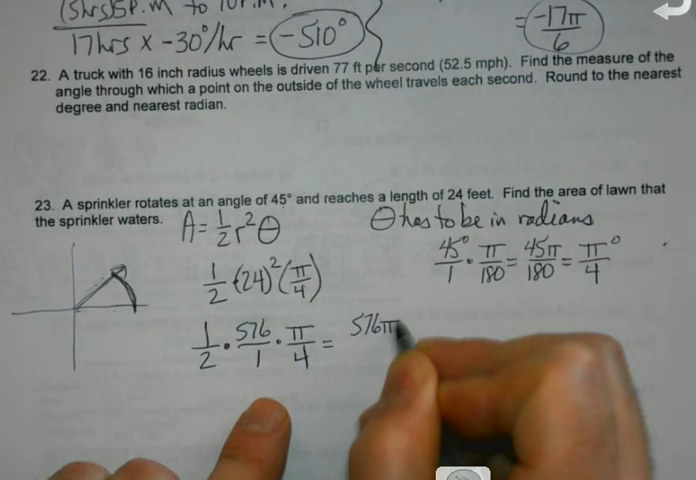 (5hrs) 5P.M to 10P.M.
17hrs x -30°/hr = -510°
= -17π/6
22. A truck with 16 inch radius wheels is driven 77 ft per second (52.5 mph). Find the measure of the
angle through which a point on the outside of the wheel travels each second. Round to the nearest
degree and nearest radian.
23. A sprinkler rotates at an angle of 45° and reaches a length of 24 feet. Find the area of lawn that
the sprinkler waters.
A = 1/2 r²θ
θ has to be in radians
45°/1 · π/180 = 45π/180 = π°/4
1/2 (24)² (π/4)
1/2 · 576/1 · π/4 = 576π